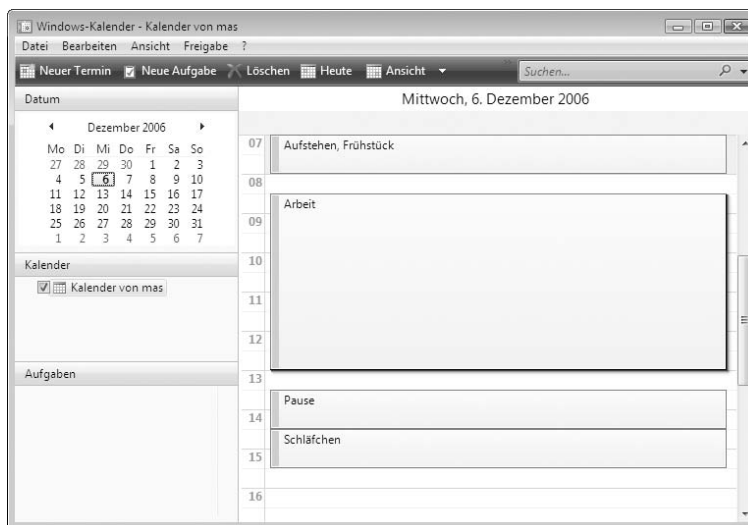 Windows-Kalender - Kalender von mas
Datei Bearbeiten Ansicht Freigabe ?
Neuer Termin Neue Aufgabe Löschen Heute Ansicht Suchen...
Datum
Mittwoch, 6. Dezember 2006
Dezember 2006
Mo Di Mi Do Fr Sa So
27 28 29 30 1 2 3
4 5 6 7 8 9 10
11 12 13 14 15 16 17
18 19 20 21 22 23 24
25 26 27 28 29 30 31
1 2 3 4 5 6 7
Kalender
Kalender von mas
Aufgaben
07 Aufstehen, Frühstück
08
Arbeit
09
10
11
12
13
Pause
14
Schläfchen
15
16